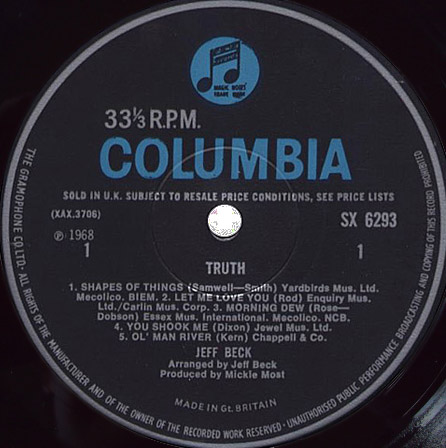 MAGIC NOTES
TRADE MARK
33⅓ R.P.M.
COLUMBIA
SOLD IN U.K. SUBJECT TO RESALE PRICE CONDITIONS, SEE PRICE LISTS
(XAX.3706)
SX 6293
℗ 1968
1
1
TRUTH
1. SHAPES OF THINGS (Samwell—Smith) Yardbirds Mus. Ltd.
Mecolico. BIEM. 2. LET ME LOVE YOU (Rod) Enquiry Mus.
Ltd./Carlin Mus. Corp. 3. MORNING DEW (Rose—
Dobson) Essex Mus. International. Mecolico. NCB.
4. YOU SHOOK ME (Dixon) Jewel Mus. Ltd.
5. OL' MAN RIVER (Kern) Chappell & Co.
JEFF BECK
Arranged by Jeff Beck
Produced by Mickie Most
MADE IN Gt. BRITAIN
THE GRAMOPHONE CO. LTD. · ALL RIGHTS OF THE MANUFACTURER AND OF THE OWNER OF THE RECORDED WORK RESERVED · UNAUTHORISED PUBLIC PERFORMANCE BROADCASTING AND COPYING OF THIS RECORD PROHIBITED